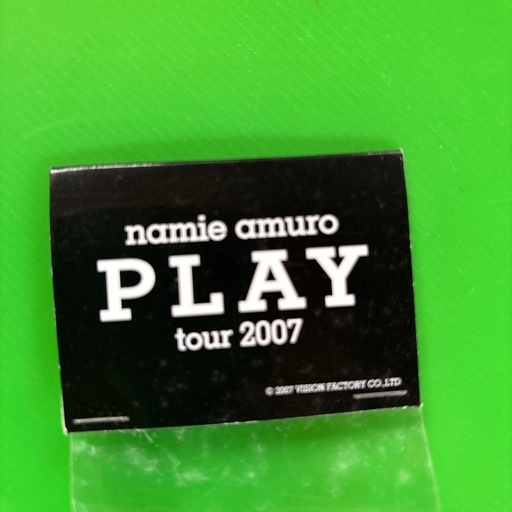 namie amuro
PLAY
tour 2007
© 2007 VISION FACTORY CO.,LTD